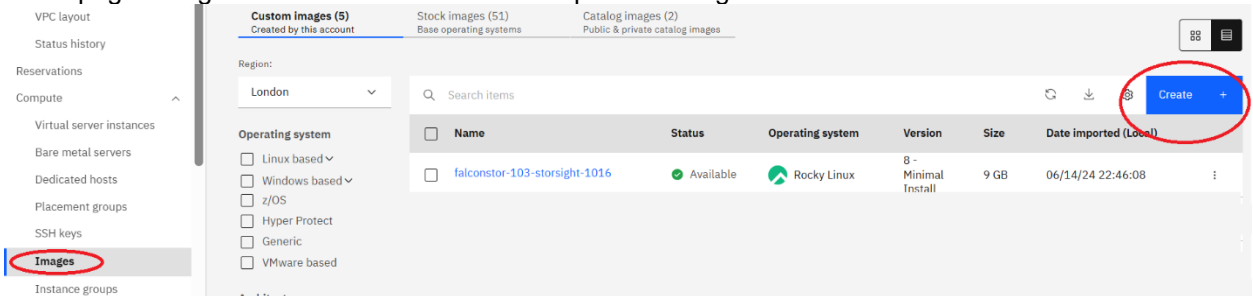 VPC layout
Status history
Reservations
Compute
Virtual server instances
Bare metal servers
Dedicated hosts
Placement groups
SSH keys
Images
Instance groups
Custom images (5)
Created by this account
Stock images (51)
Base operating systems
Catalog images (2)
Public & private catalog images
Region:
London
Search items
Create +
Operating system
Linux based
Windows based
z/OS
Hyper Protect
Generic
VMware based
Name Status Operating system Version Size Date imported (Local)
falconstor-103-storsight-1016 Available Rocky Linux 8 - Minimal Install 9 GB 06/14/24 22:46:08